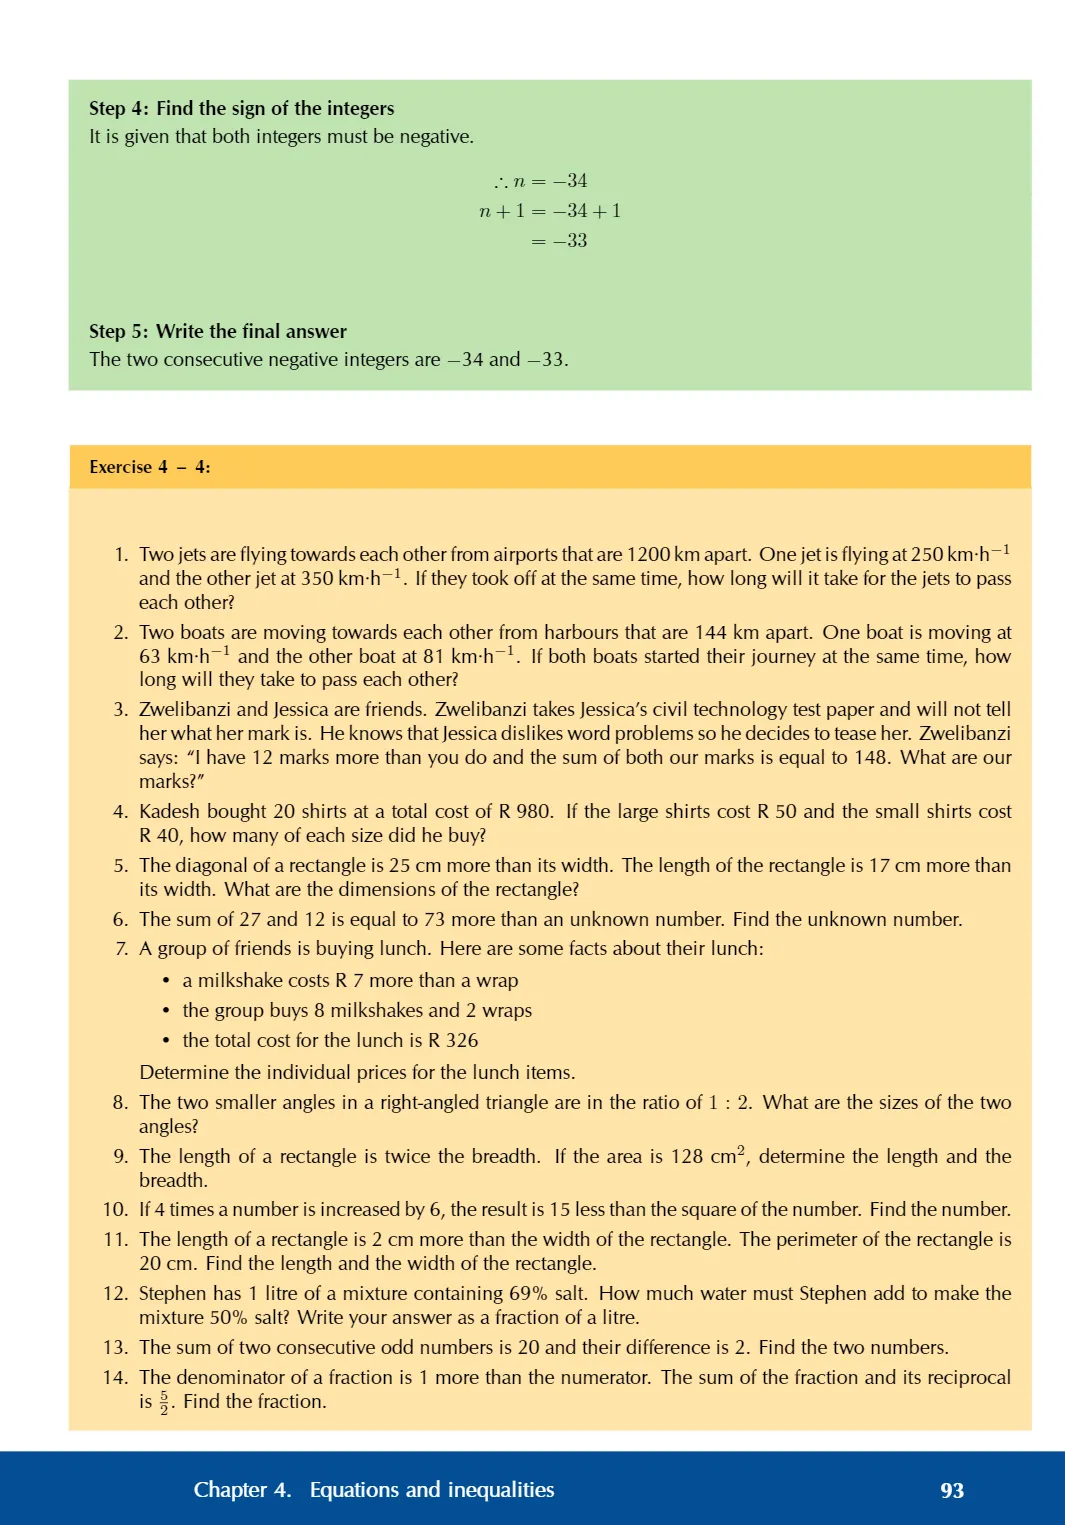 Step 4: Find the sign of the integers
It is given that both integers must be negative.
∴ n = −34
n + 1 = −34 + 1
= −33
Step 5: Write the final answer
The two consecutive negative integers are −34 and −33.
Exercise 4 – 4:
1. Two jets are flying towards each other from airports that are 1200 km apart. One jet is flying at 250 km·h⁻¹
and the other jet at 350 km·h⁻¹. If they took off at the same time, how long will it take for the jets to pass
each other?
2. Two boats are moving towards each other from harbours that are 144 km apart. One boat is moving at
63 km·h⁻¹ and the other boat at 81 km·h⁻¹. If both boats started their journey at the same time, how
long will they take to pass each other?
3. Zwelibanzi and Jessica are friends. Zwelibanzi takes Jessica’s civil technology test paper and will not tell
her what her mark is. He knows that Jessica dislikes word problems so he decides to tease her. Zwelibanzi
says: “I have 12 marks more than you do and the sum of both our marks is equal to 148. What are our
marks?”
4. Kadesh bought 20 shirts at a total cost of R 980. If the large shirts cost R 50 and the small shirts cost
R 40, how many of each size did he buy?
5. The diagonal of a rectangle is 25 cm more than its width. The length of the rectangle is 17 cm more than
its width. What are the dimensions of the rectangle?
6. The sum of 27 and 12 is equal to 73 more than an unknown number. Find the unknown number.
7. A group of friends is buying lunch. Here are some facts about their lunch:
• a milkshake costs R 7 more than a wrap
• the group buys 8 milkshakes and 2 wraps
• the total cost for the lunch is R 326
Determine the individual prices for the lunch items.
8. The two smaller angles in a right-angled triangle are in the ratio of 1 : 2. What are the sizes of the two
angles?
9. The length of a rectangle is twice the breadth. If the area is 128 cm², determine the length and the
breadth.
10. If 4 times a number is increased by 6, the result is 15 less than the square of the number. Find the number.
11. The length of a rectangle is 2 cm more than the width of the rectangle. The perimeter of the rectangle is
20 cm. Find the length and the width of the rectangle.
12. Stephen has 1 litre of a mixture containing 69% salt. How much water must Stephen add to make the
mixture 50% salt? Write your answer as a fraction of a litre.
13. The sum of two consecutive odd numbers is 20 and their difference is 2. Find the two numbers.
14. The denominator of a fraction is 1 more than the numerator. The sum of the fraction and its reciprocal
is 5/2. Find the fraction.
Chapter 4. Equations and inequalities 93